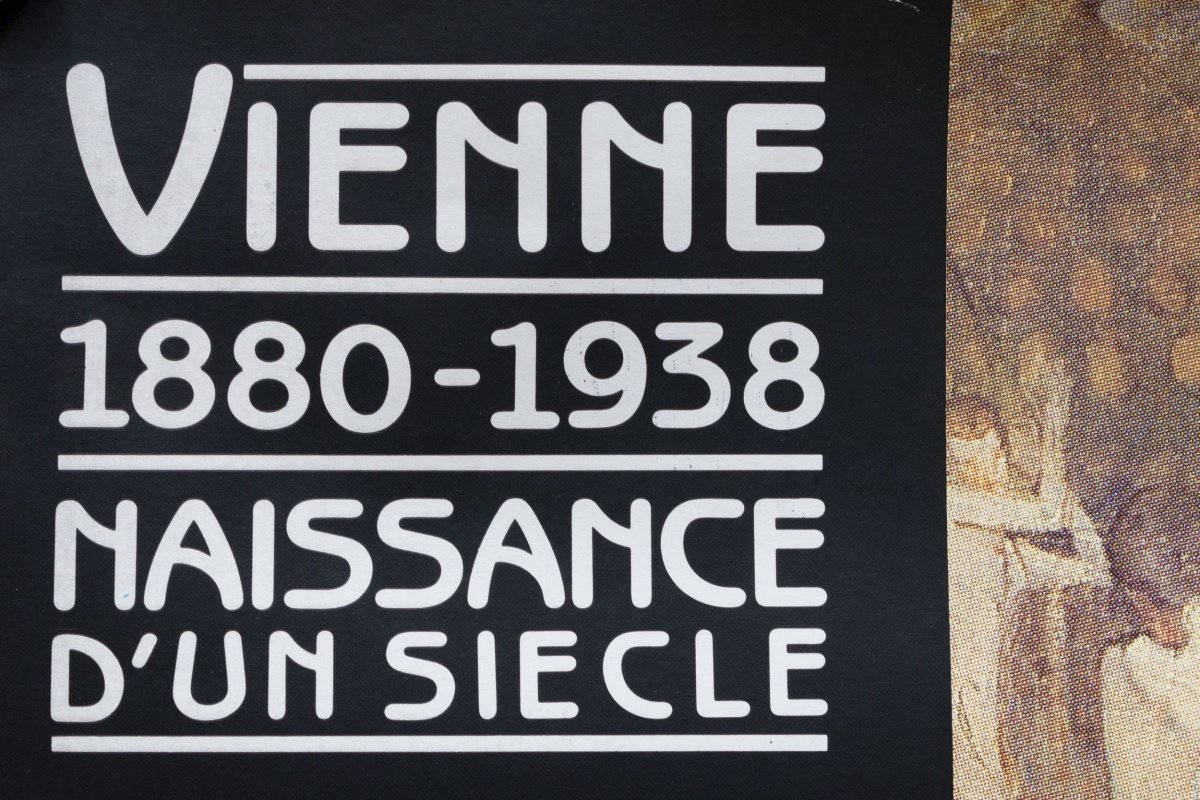 VIENNE
1880-1938
NAISSANCE
D'UN SIECLE